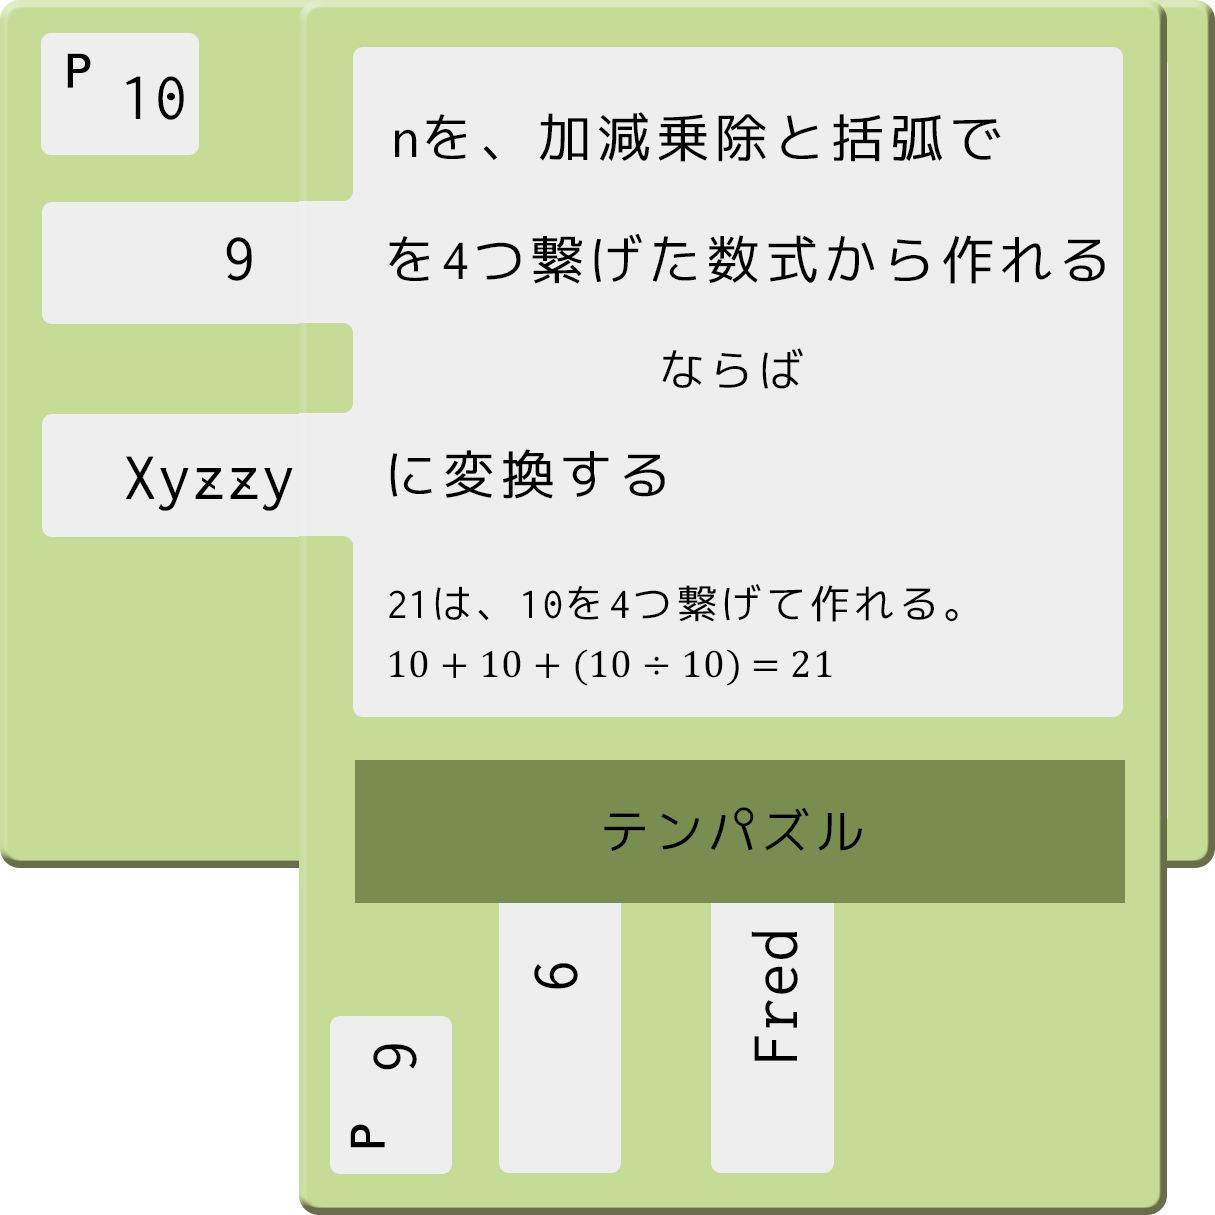 P 10
nを、加減乗除と括弧で
9 を4つ繋げた数式から作れる
ならば
Xyzzy に変換する
21は、10を4つ繋げて作れる。
10 + 10 + (10 ÷ 10) = 21
テンパズル
P 9
6
Fred